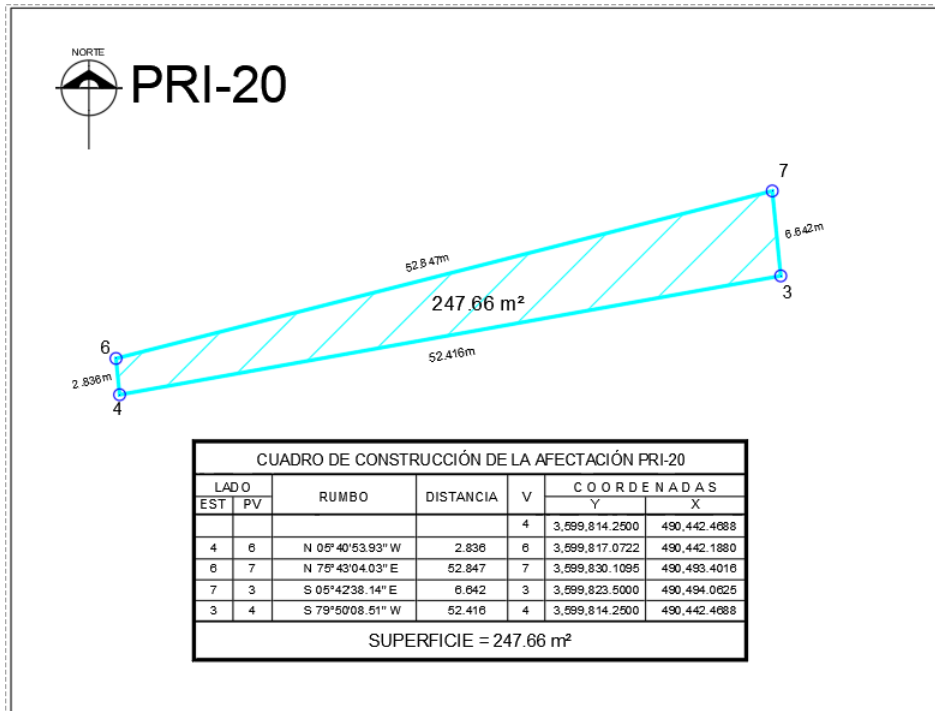 NORTE
PRI-20
7
6.642m
52.847m
247.66 m²
3
6
52.416m
2.836m
4
CUADRO DE CONSTRUCCIÓN DE LA AFECTACIÓN PRI-20
LADO RUMBO DISTANCIA V COORDENADAS
EST PV Y X
4 3,599,814.2500 490,442.4688
4 6 N 05°40'53.93" W 2.836 6 3,599,817.0722 490,442.1880
6 7 N 75°43'04.03" E 52.847 7 3,599,830.1095 490,493.4016
7 3 S 05°42'38.14" E 6.642 3 3,599,823.5000 490,494.0625
3 4 S 79°50'08.51" W 52.416 4 3,599,814.2500 490,442.4688
SUPERFICIE = 247.66 m²